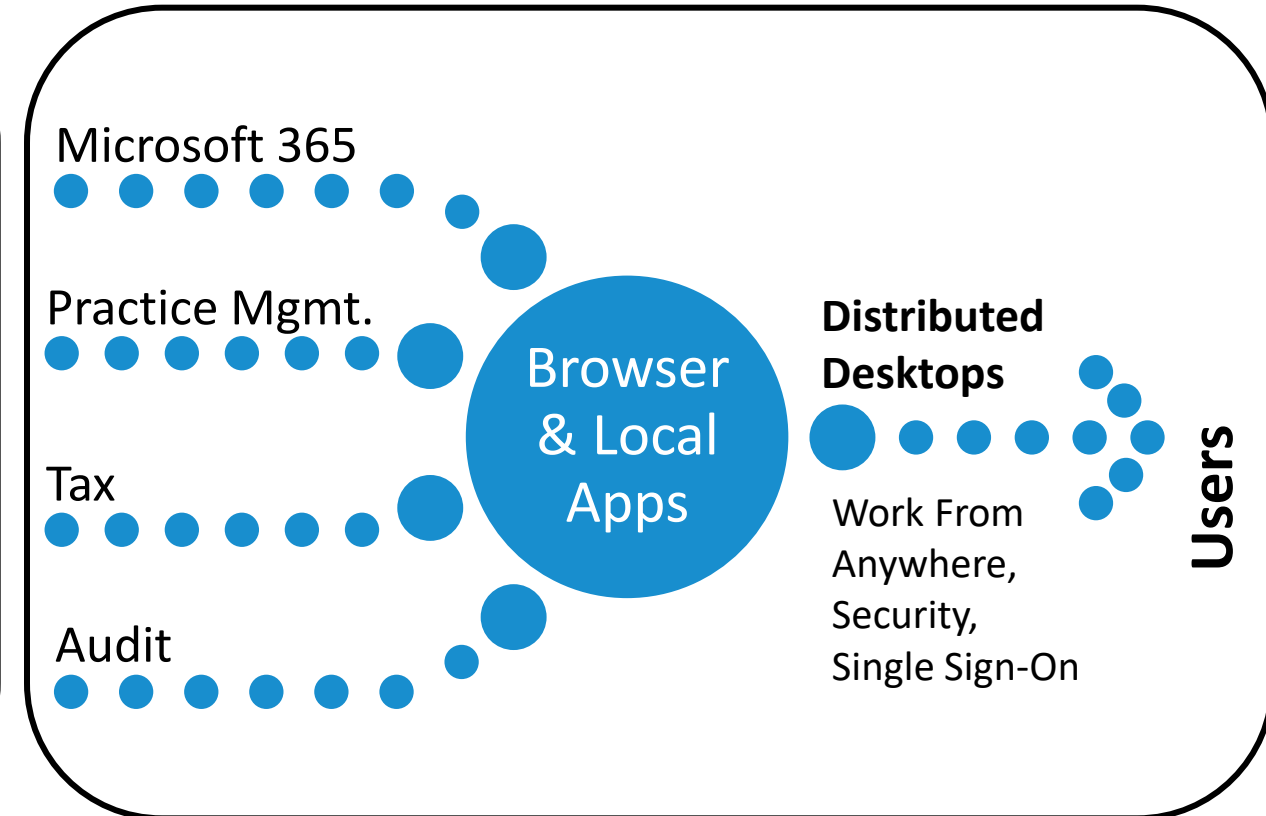 Microsoft 365
Practice Mgmt.
Tax
Audit
Browser
& Local
Apps
Distributed
Desktops
Work From
Anywhere,
Security,
Single Sign-On
Users